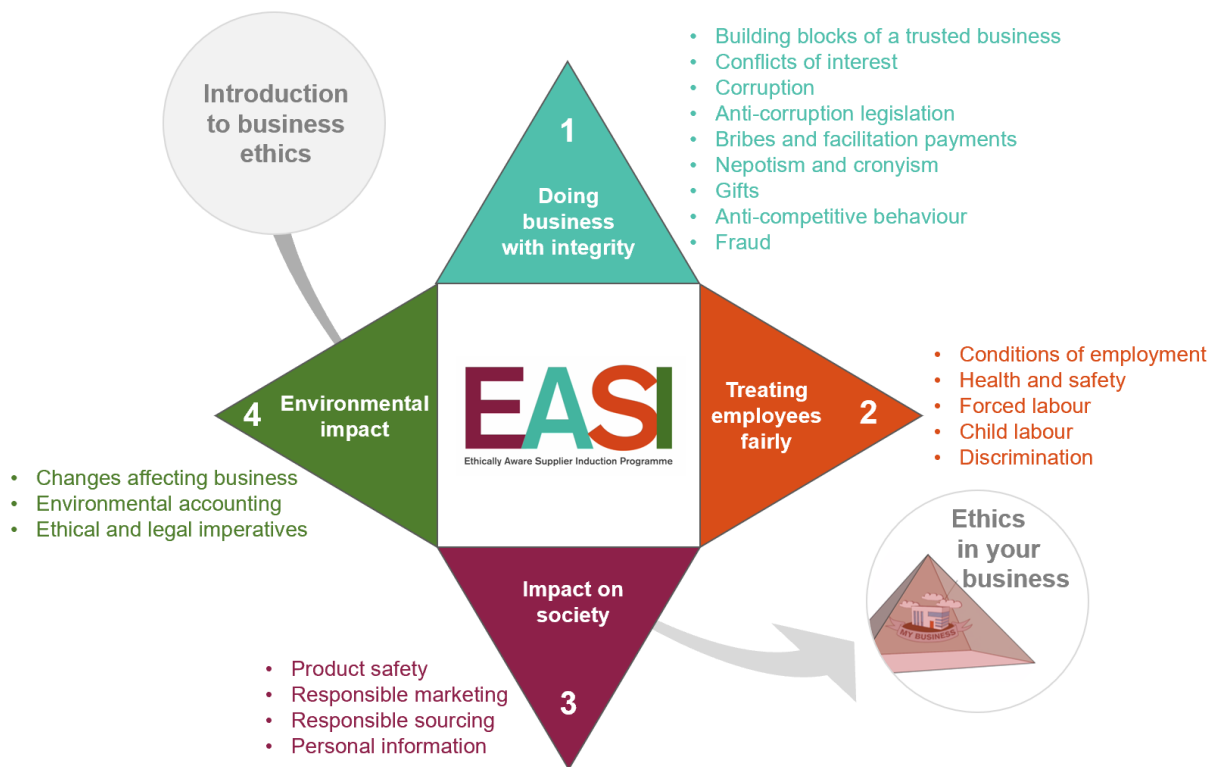 Introduction
to business
ethics
1
Doing
business
with integrity
• Building blocks of a trusted business
• Conflicts of interest
• Corruption
• Anti-corruption legislation
• Bribes and facilitation payments
• Nepotism and cronyism
• Gifts
• Anti-competitive behaviour
• Fraud
EASI
Ethically Aware Supplier Induction Programme
Treating
employees
fairly
2
• Conditions of employment
• Health and safety
• Forced labour
• Child labour
• Discrimination
4
Environmental
impact
• Changes affecting business
• Environmental accounting
• Ethical and legal imperatives
Impact on
society
3
• Product safety
• Responsible marketing
• Responsible sourcing
• Personal information
Ethics
in your
business
MY BUSINESS